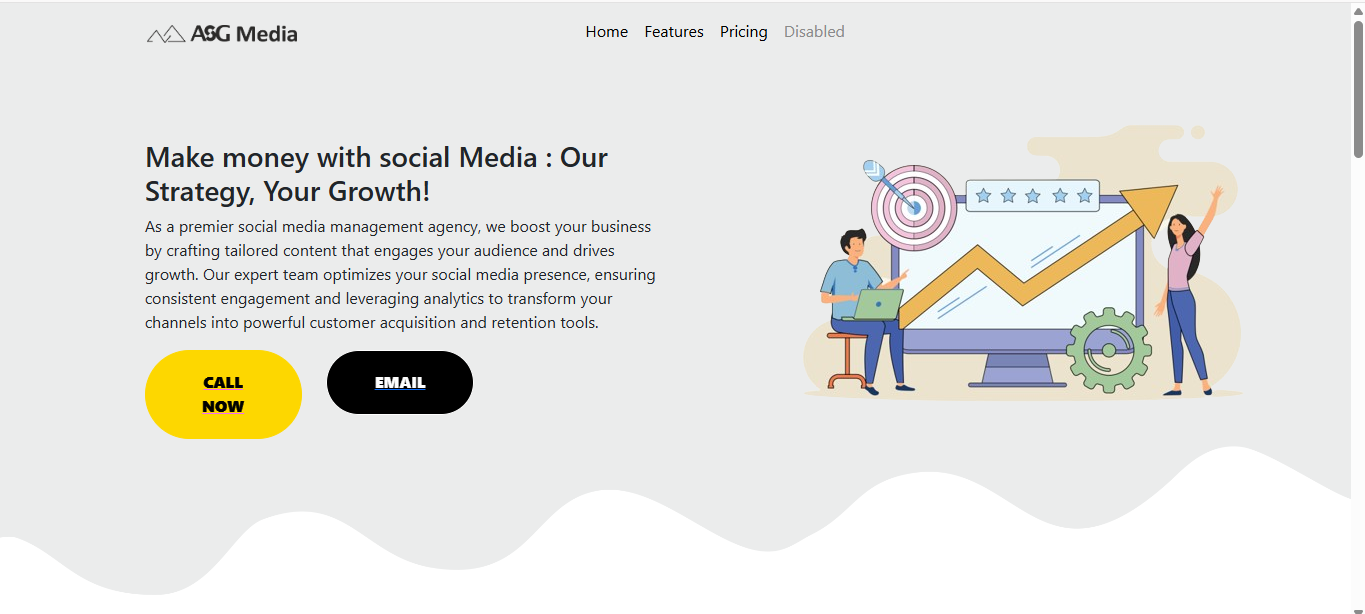 ASG Media
Home Features Pricing Disabled
Make money with social Media : Our
Strategy, Your Growth!
As a premier social media management agency, we boost your business
by crafting tailored content that engages your audience and drives
growth. Our expert team optimizes your social media presence, ensuring
consistent engagement and leveraging analytics to transform your
channels into powerful customer acquisition and retention tools.
CALL
NOW
EMAIL